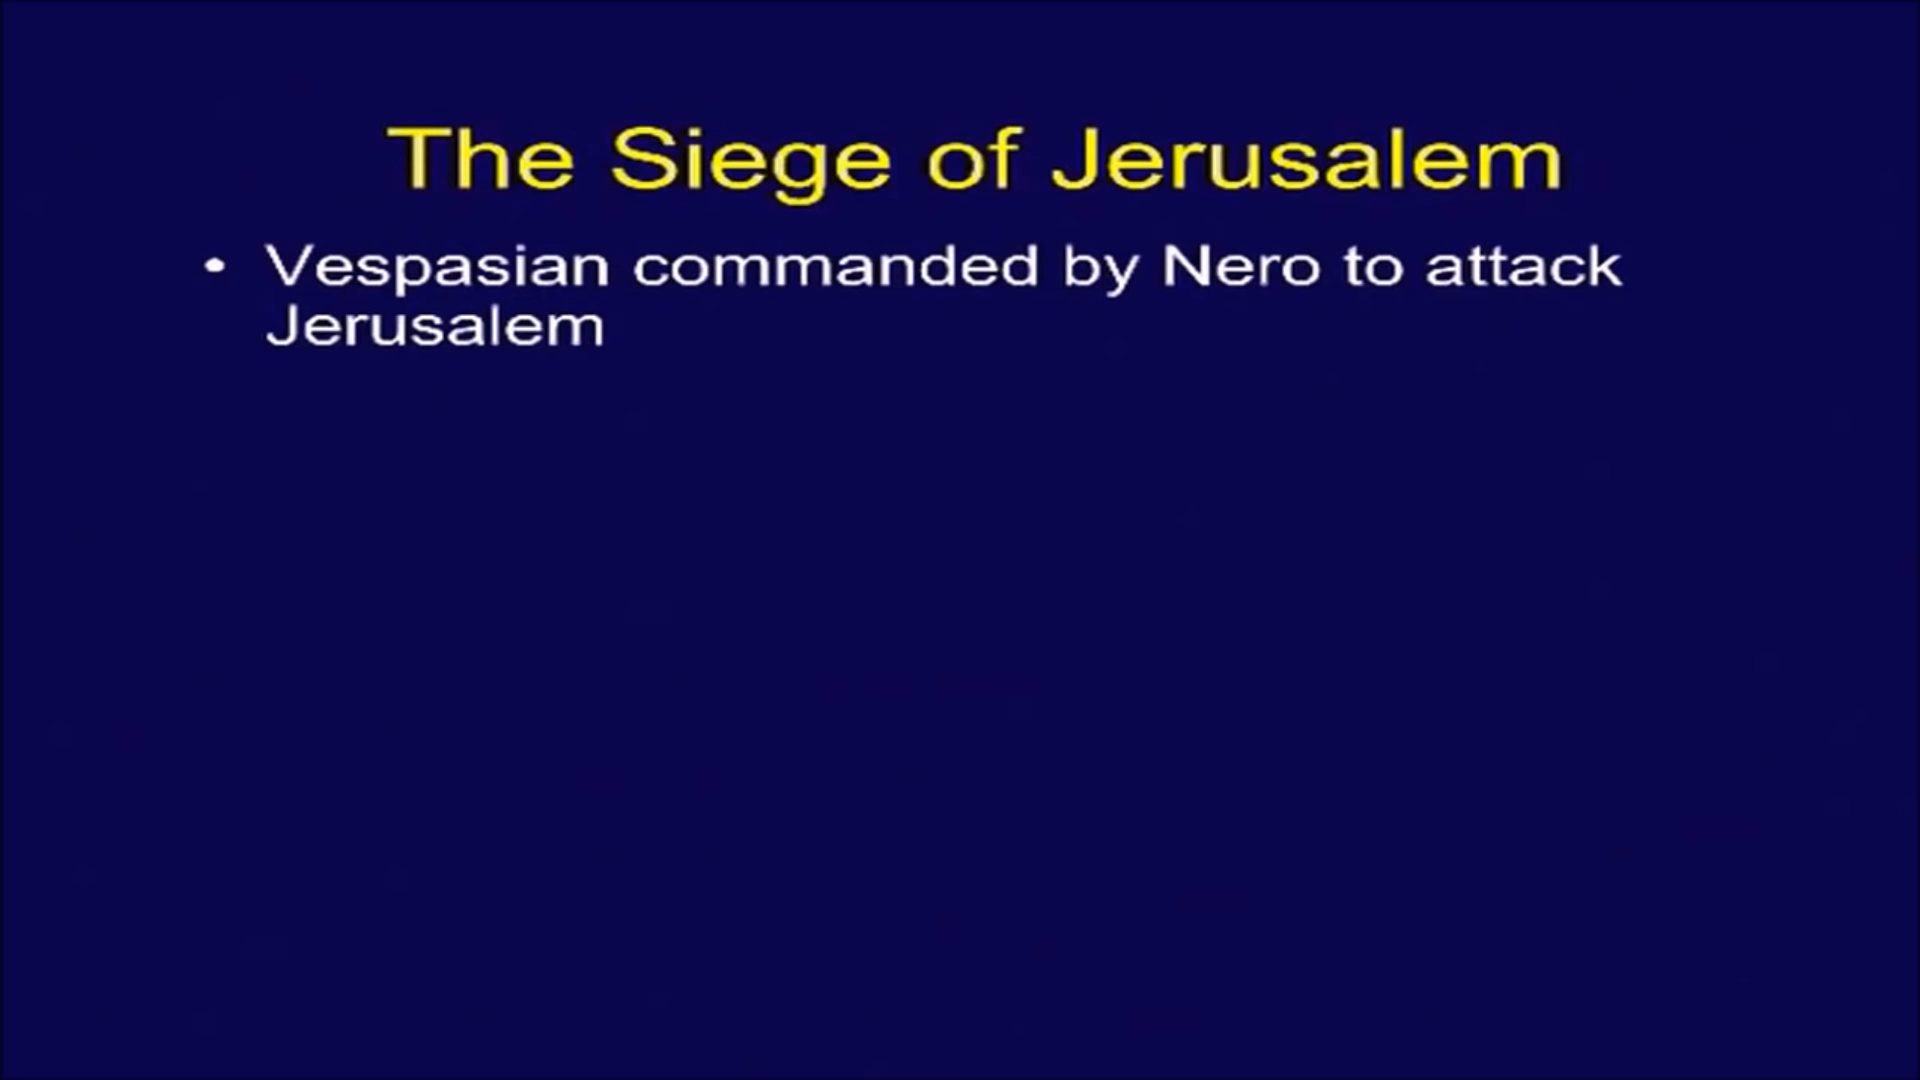 The Siege of Jerusalem
• Vespasian commanded by Nero to attack
Jerusalem